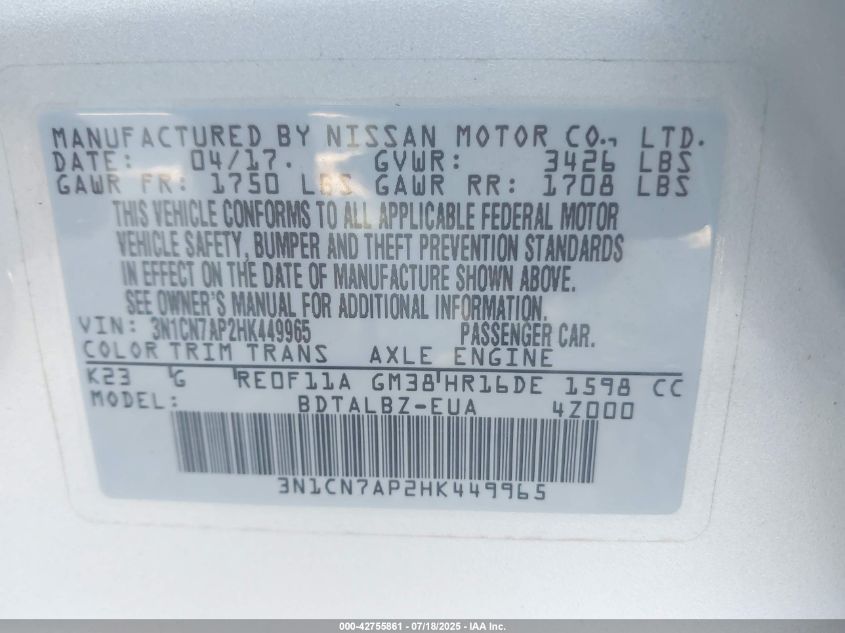 MANUFACTURED BY NISSAN MOTOR CO., LTD.
DATE: 04/17. GVWR: 3426 LBS
GAWR FR: 1750 LBS GAWR RR: 1708 LBS
THIS VEHICLE CONFORMS TO ALL APPLICABLE FEDERAL MOTOR
VEHICLE SAFETY, BUMPER AND THEFT PREVENTION STANDARDS
IN EFFECT ON THE DATE OF MANUFACTURE SHOWN ABOVE.
SEE OWNER'S MANUAL FOR ADDITIONAL INFORMATION.
VIN: 3N1CN7AP2HK449965 PASSENGER CAR.
COLOR TRIM TRANS AXLE ENGINE
K23 G RE0F11A GM38 HR16DE 1598 CC
MODEL: BDTALBZ-EUA 4Z000
3N1CN7AP2HK449965
000-42755861 - 07/18/2025 - IAA Inc.